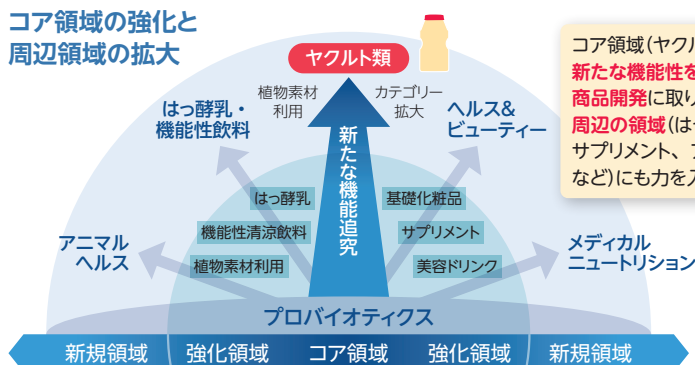 コア領域の強化と
周辺領域の拡大
ヤクルト類
植物素材
利用
カテゴリー
拡大
はっ酵乳・
機能性飲料
ヘルス&
ビューティー
新たな機能追究
はっ酵乳
機能性清涼飲料
植物素材利用
基礎化粧品
サプリメント
美容ドリンク
アニマル
ヘルス
メディカル
ニュートリション
プロバイオティクス
新規領域
強化領域
コア領域
強化領域
新規領域
コア領域(ヤクル
新たな機能性を
商品開発に取り
周辺の領域(は
サプリメント、
など)にも力を